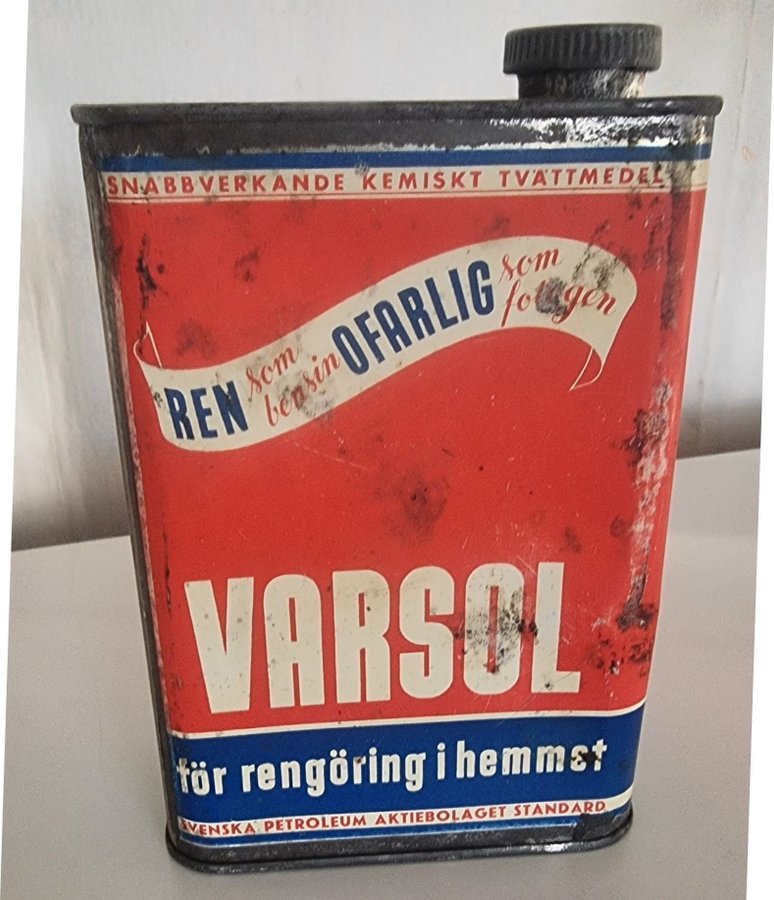 SNABBVERKANDE KEMISKT TVÄTTMEDEL
REN som bensin OFARLIG som fotogen
VARSOL
för rengöring i hemmet
SVENSKA PETROLEUM AKTIEBOLAGET STANDARD